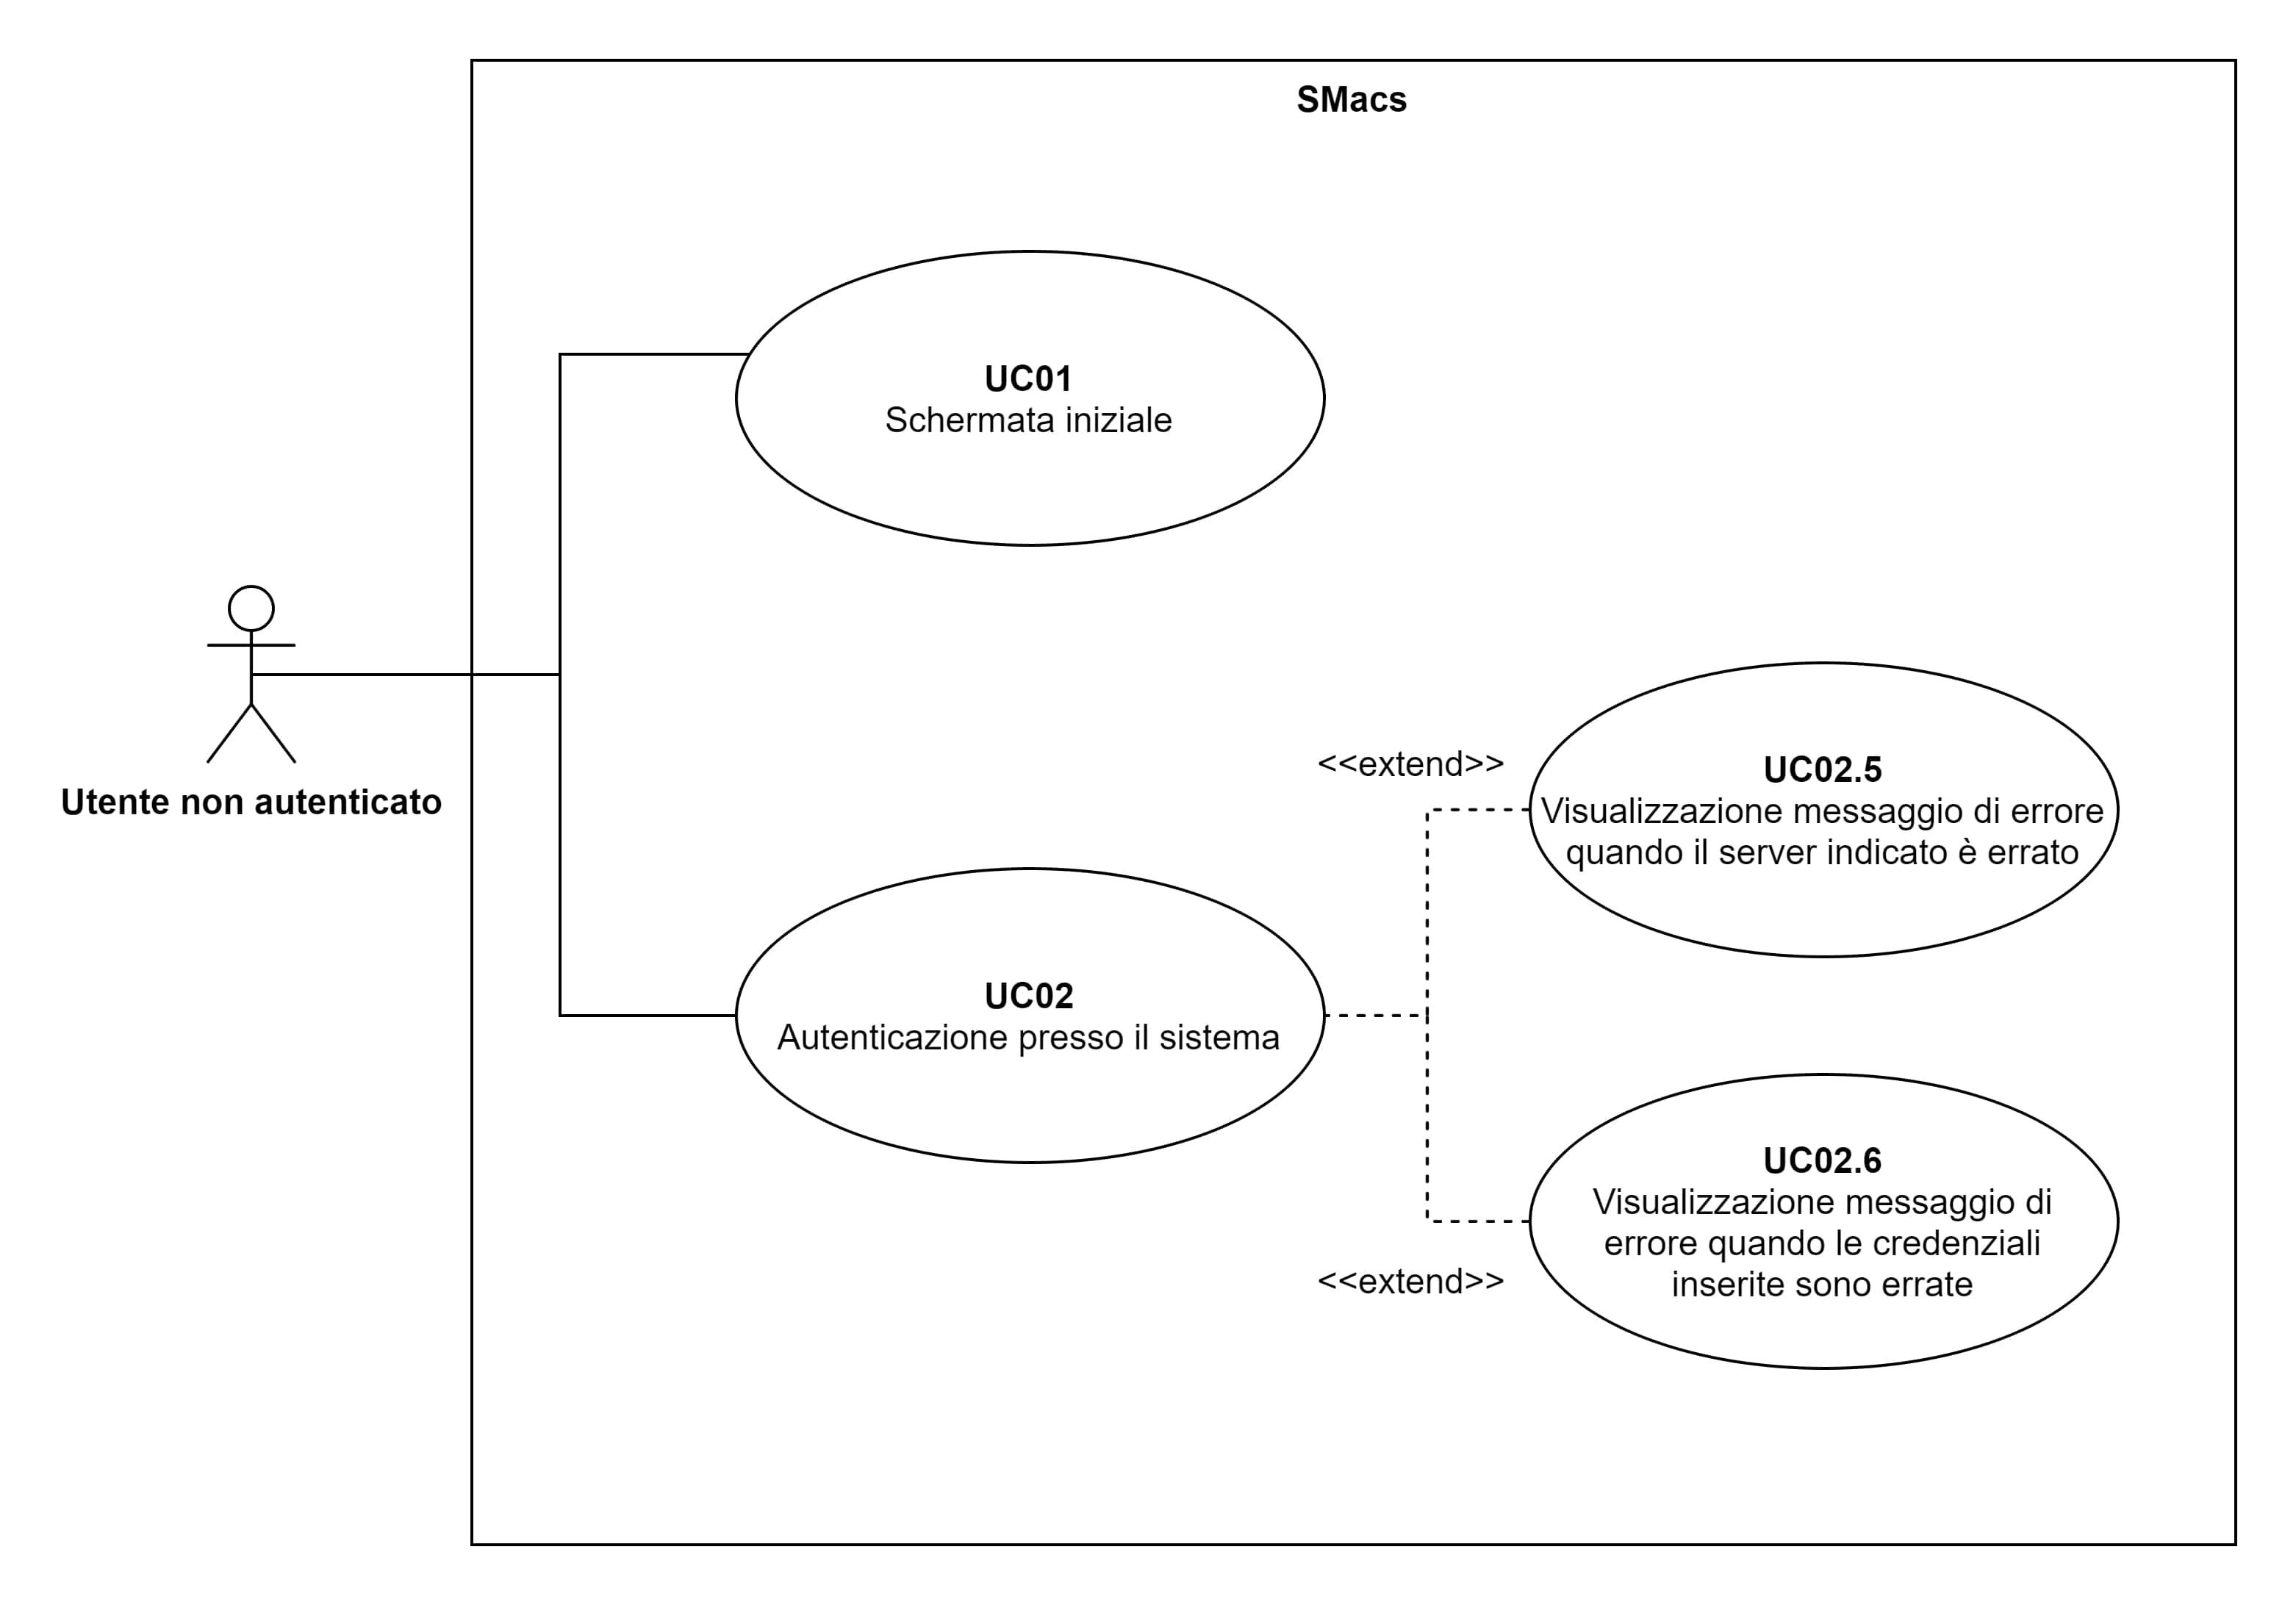 SMacs
UC01
Schermata iniziale
Utente non autenticato
<<extend>>
UC02.5
Visualizzazione messaggio di errore
quando il server indicato è errato
UC02
Autenticazione presso il sistema
UC02.6
Visualizzazione messaggio di
errore quando le credenziali
inserite sono errate
<<extend>>